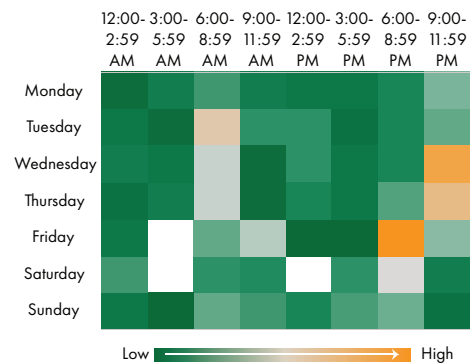 12:00- 3:00- 6:00- 9:00- 12:00- 3:00- 6:00- 9:00-
2:59 5:59 8:59 11:59 2:59 5:59 8:59 11:59
AM AM AM AM PM PM PM PM
Monday
Tuesday
Wednesday
Thursday
Friday
Saturday
Sunday
Low High